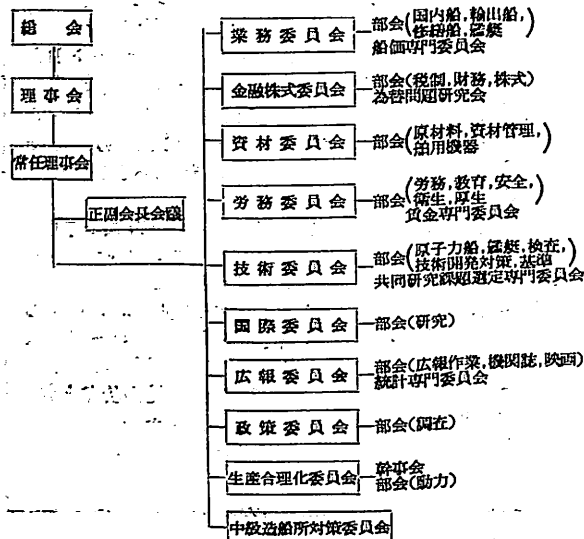 総会
理事会
常任理事会
正副会長会議
業務委員会
部会(国内船,輸出船,
修繕船,艦艇)
船価専門委員会
金融株式委員会
部会(税制,財務,株式)
為替問題研究会
資材委員会
部会(原材料,資材管理,
舶用機器)
労務委員会
部会(労務,教育,安全,
衛生,厚生)
賃金専門委員会
技術委員会
部会(原子力船,艦艇,検査,
技術開発対策,基準)
共同研究課題選定専門委員会
国際委員会
部会(研究)
広報委員会
部会(広報作業,機関誌,映画)
統計専門委員会
政策委員会
部会(調査)
生産合理化委員会
幹事会
部会(動力)
中級造船所対策委員会